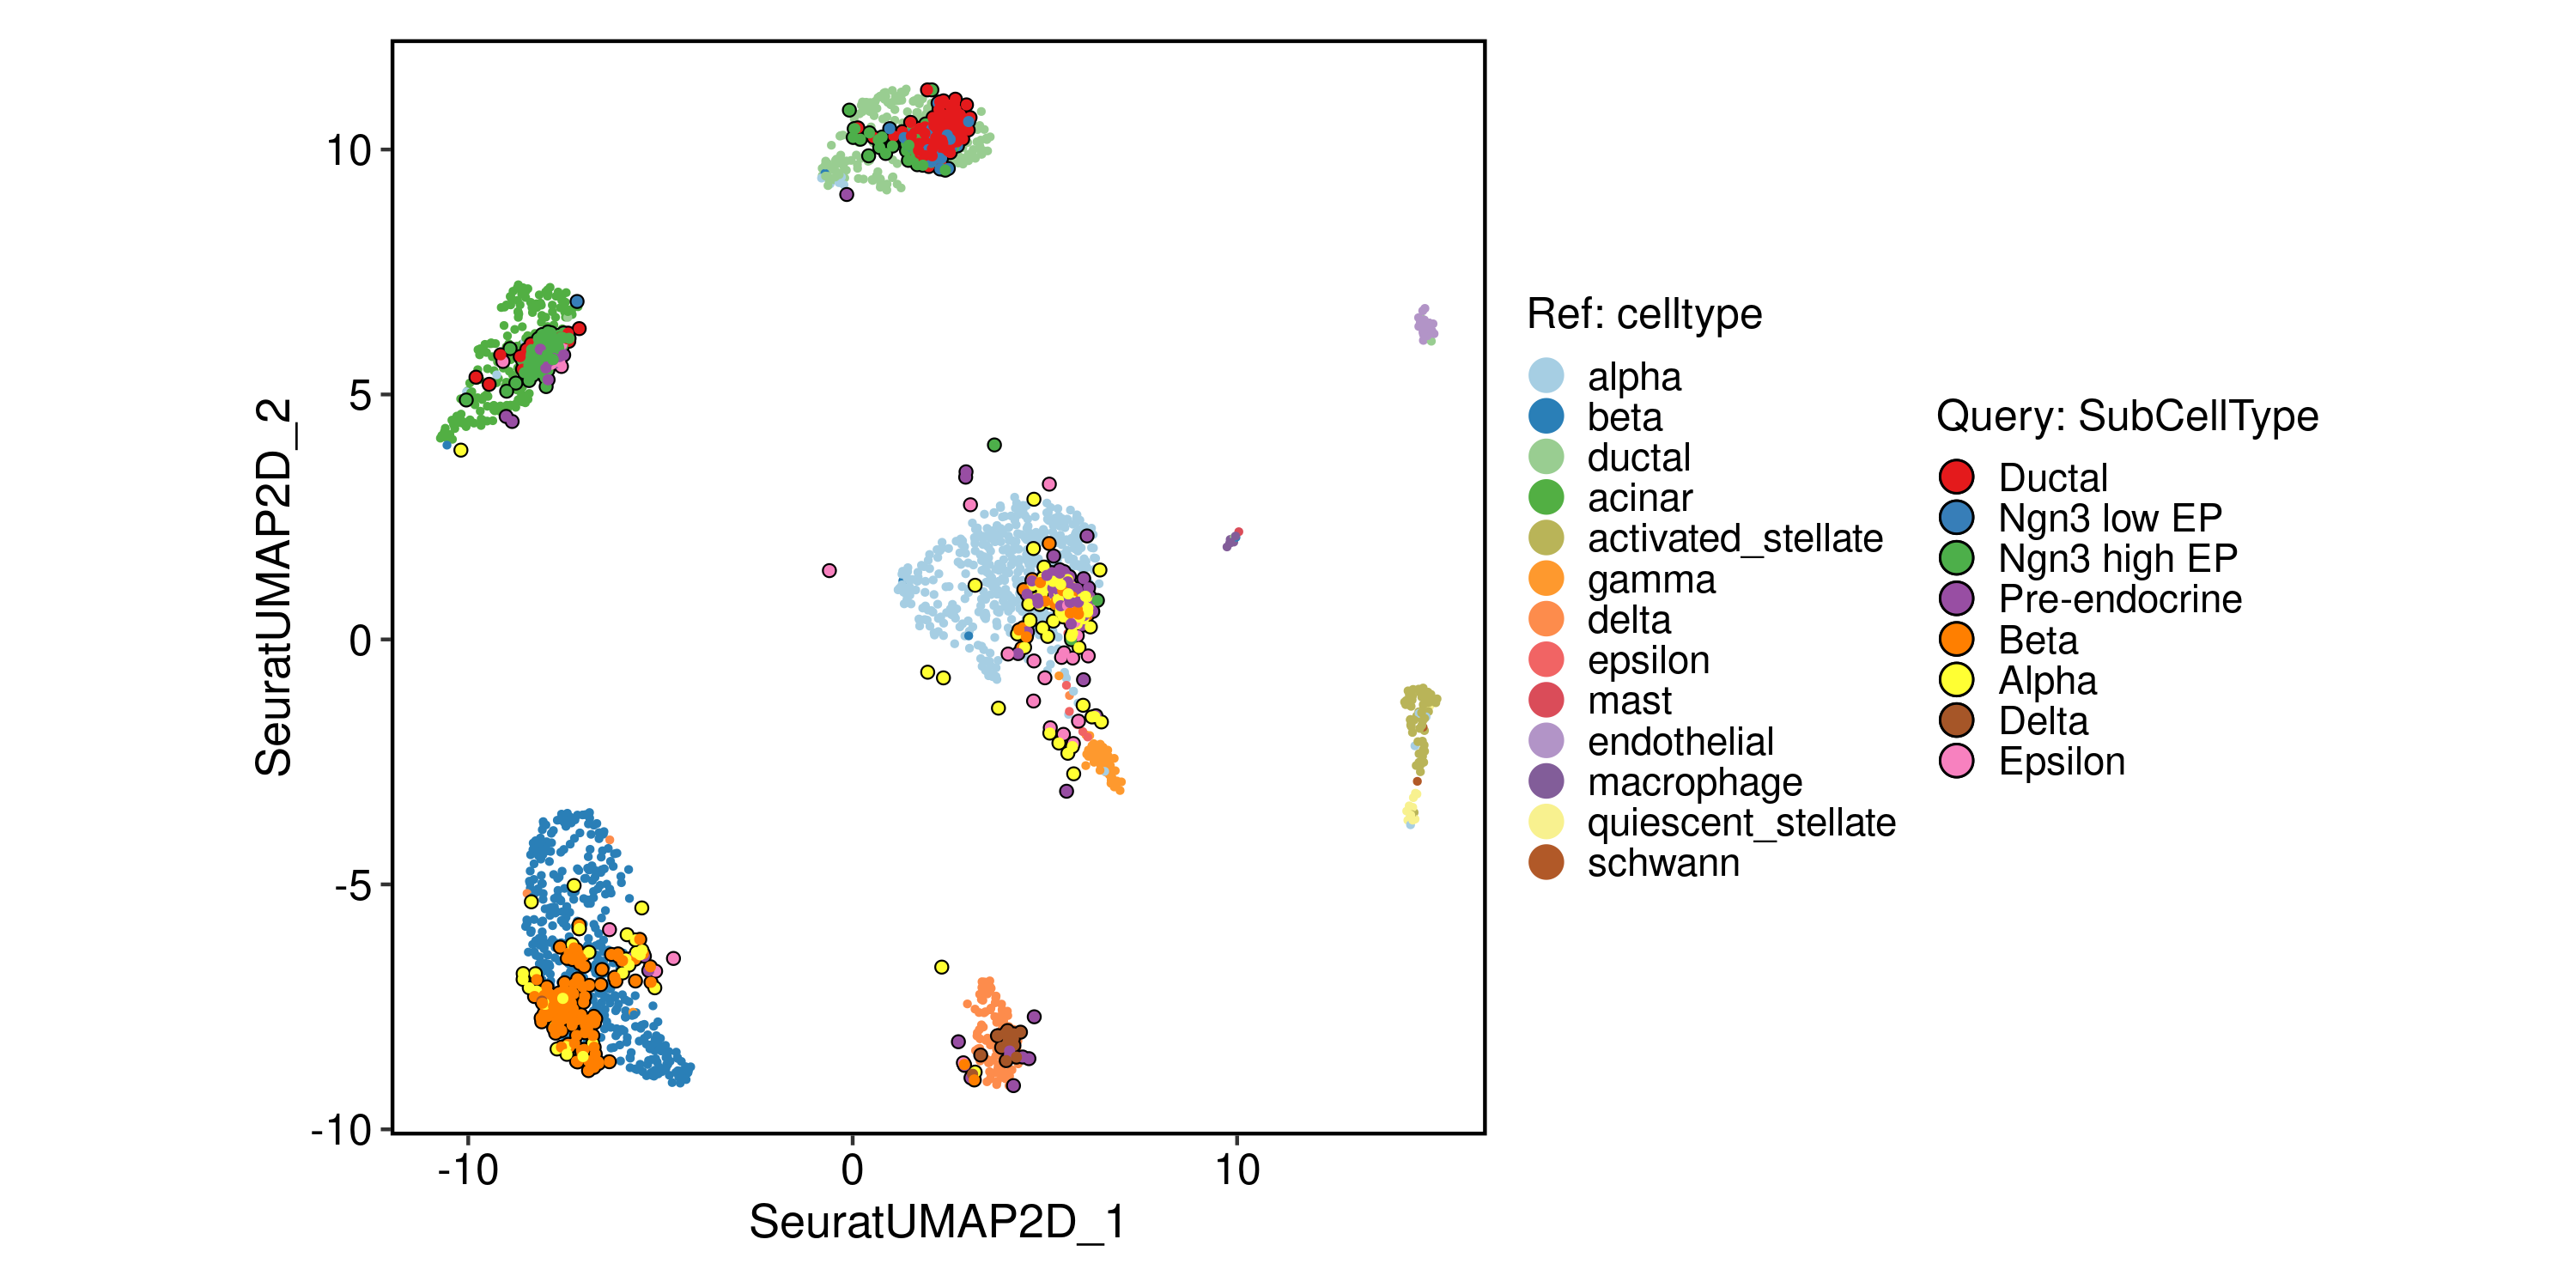 10
5
0
-5
-10
-10
0
10
SeuratUMAP2D_1
SeuratUMAP2D_2
Ref: celltype
alpha
beta
ductal
acinar
activated_stellate
gamma
delta
epsilon
mast
endothelial
macrophage
quiescent_stellate
schwann
Query: SubCellType
Ductal
Ngn3 low EP
Ngn3 high EP
Pre-endocrine
Beta
Alpha
Delta
Epsilon